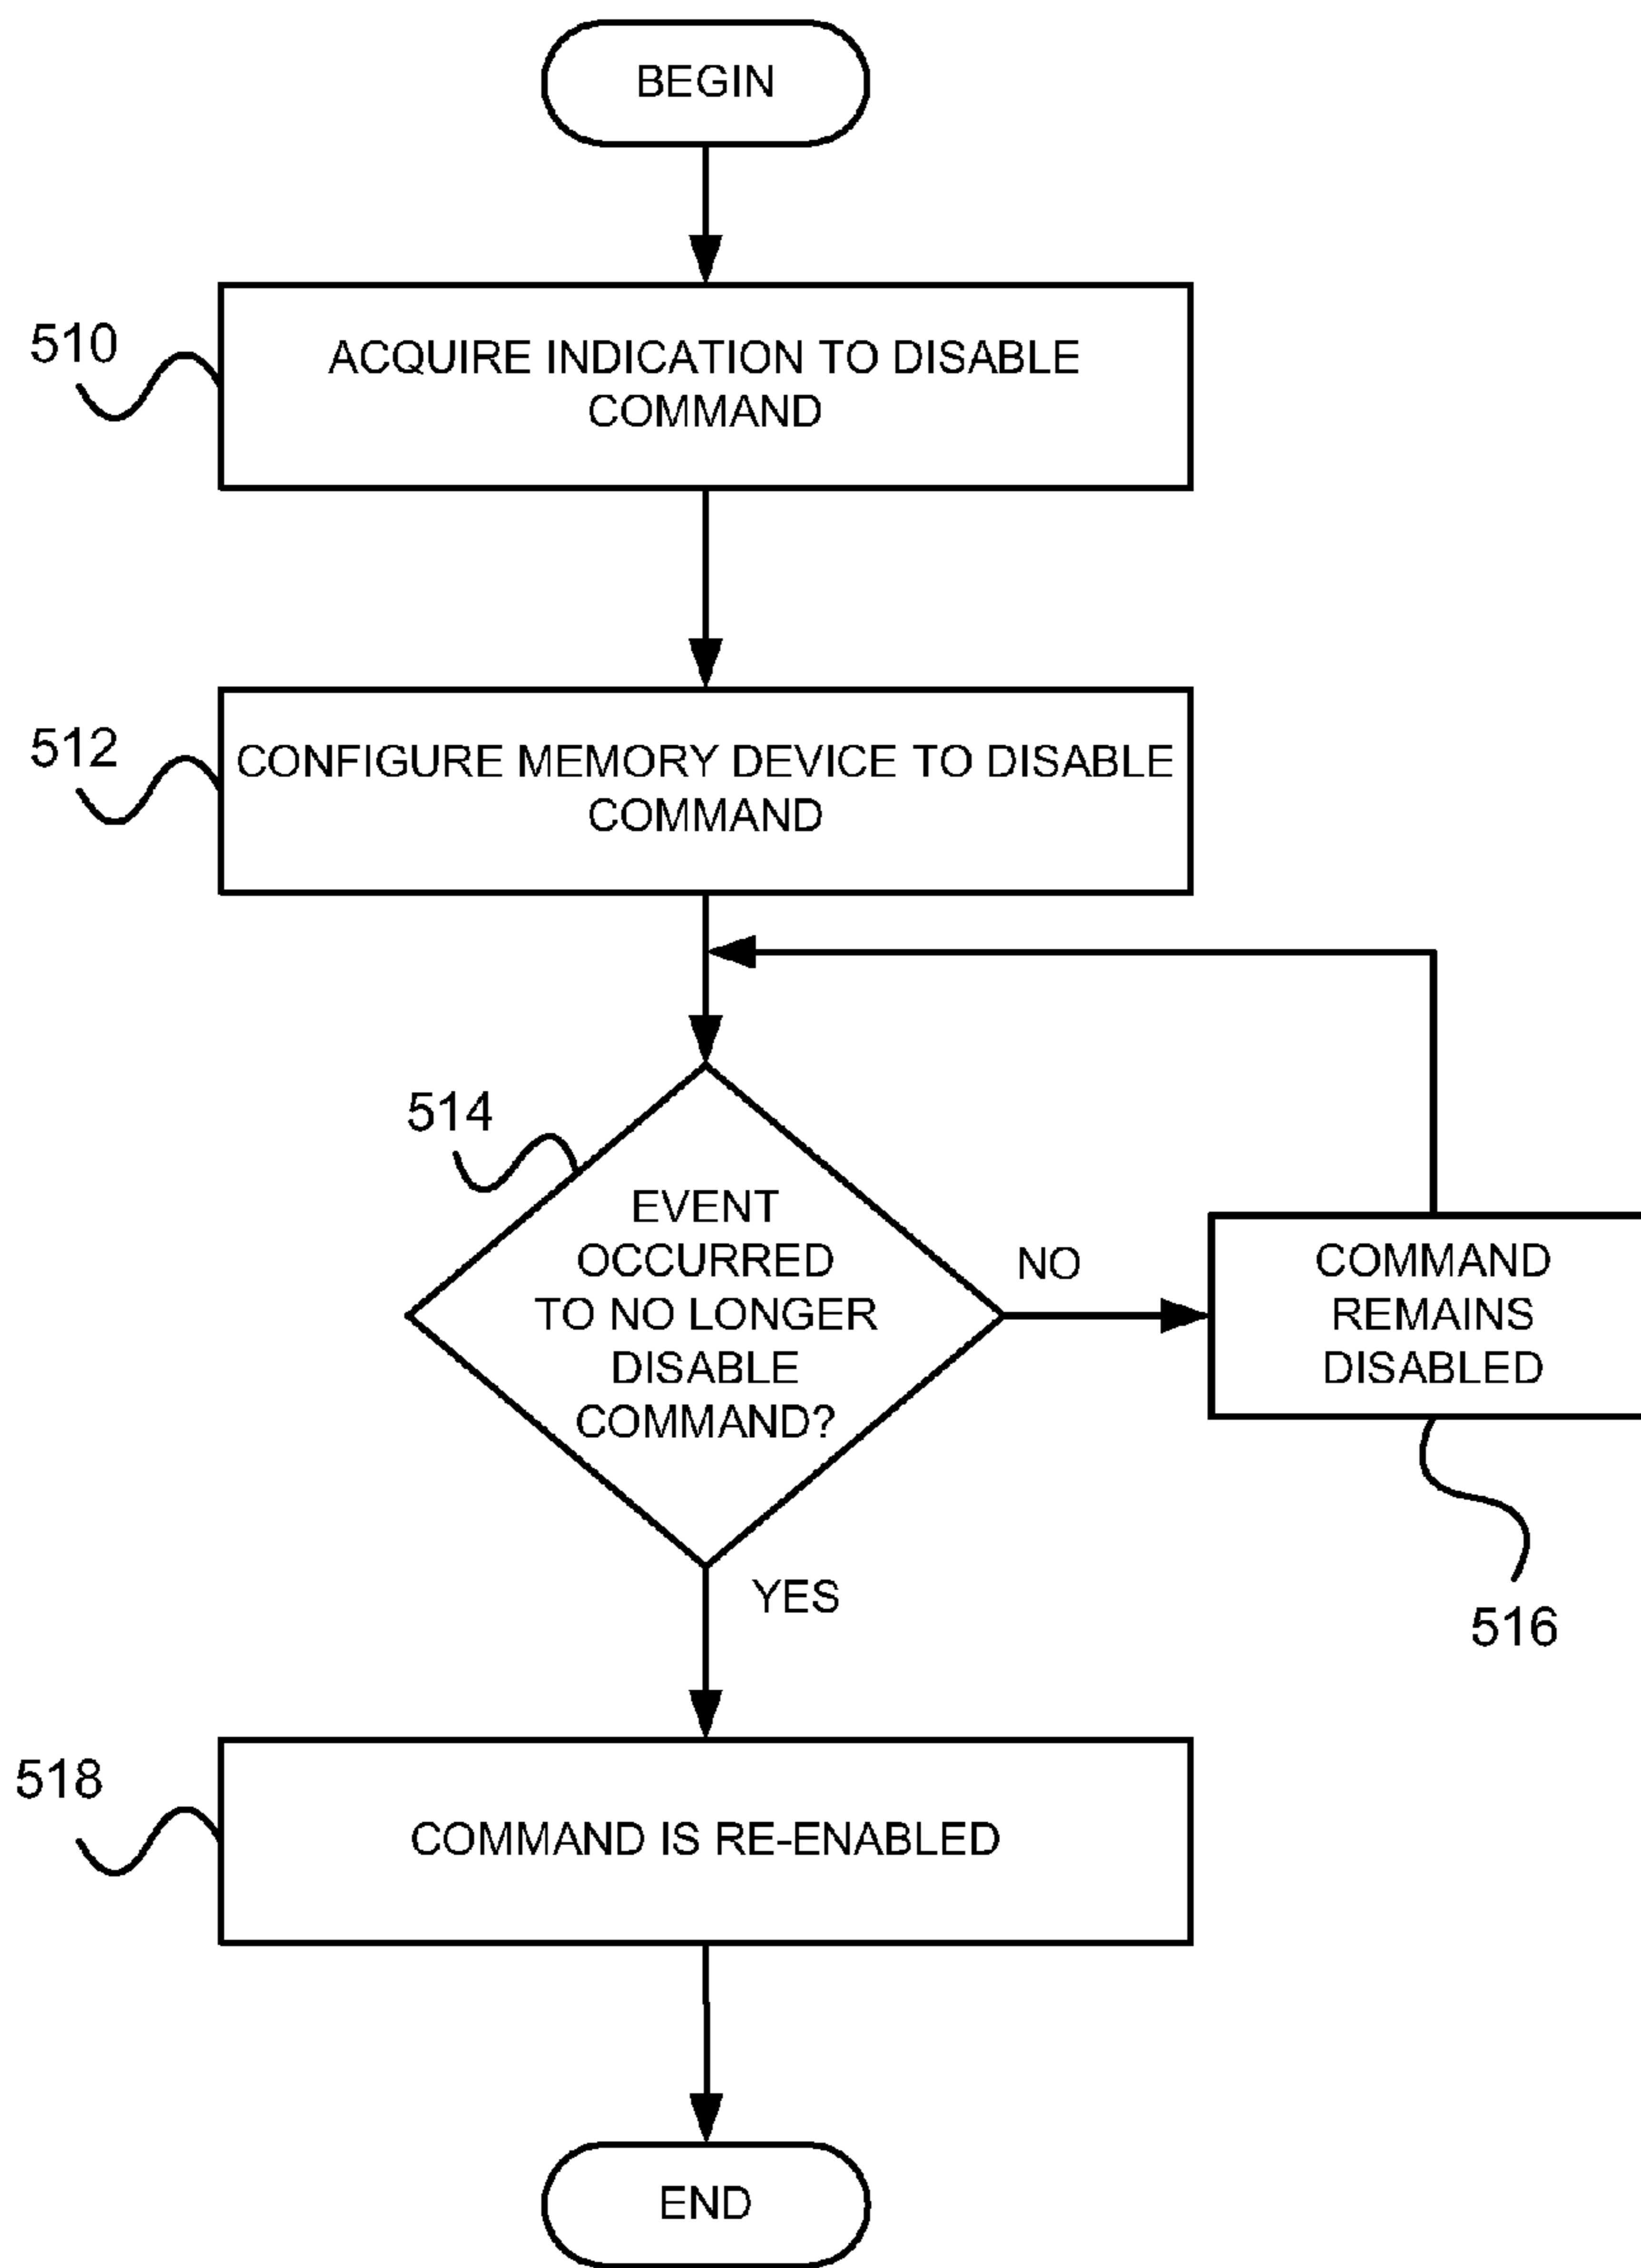 BEGIN
510
ACQUIRE INDICATION TO DISABLE
COMMAND
512
CONFIGURE MEMORY DEVICE TO DISABLE
COMMAND
514
EVENT
OCCURRED
TO NO LONGER
DISABLE
COMMAND?
NO
COMMAND
REMAINS
DISABLED
516
YES
518
COMMAND IS RE-ENABLED
END